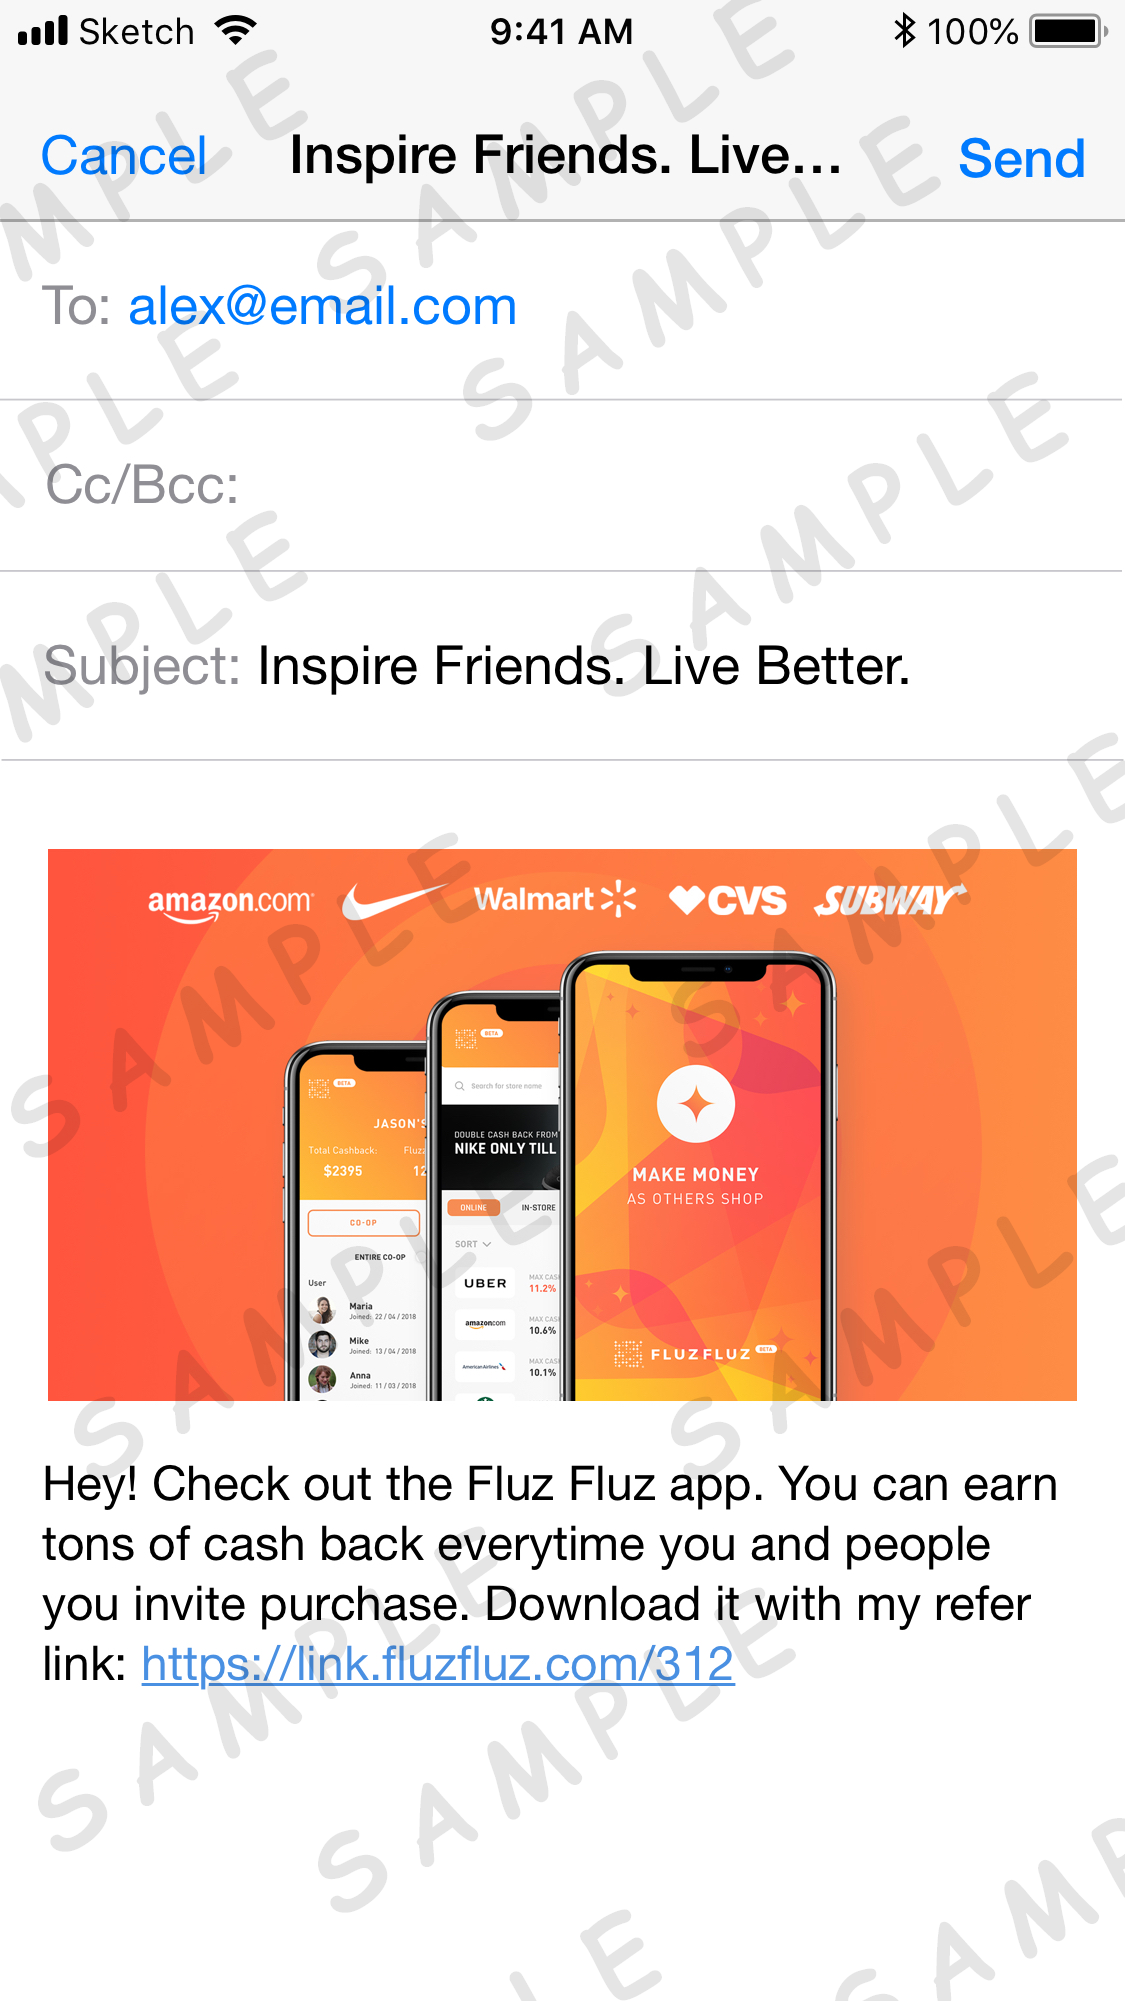 Sketch 9:41 AM 100%
Cancel Inspire Friends. Live... Send
To: alex@email.com
Cc/Bcc:
Subject: Inspire Friends. Live Better.
amazon.com Walmart CVS SUBWAY
BETA
JASON'S
Total Cashback: Fluz
$2395 12
CO-OP
ENTIRE CO-OP
User
Maria
Joined: 22/04/2018
Mike
Joined: 13/04/2018
Anna
Joined: 11/03/2018
BETA
Search for store name
DOUBLE CASH BACK FROM
NIKE ONLY TILL
ONLINE IN-STORE
SORT
UBER MAX CAS
11.2%
amazon.com MAX CAS
10.6%
American Airlines MAX CAS
10.1%
MAKE MONEY
AS OTHERS SHOP
FLUZFLUZ BETA
Hey! Check out the Fluz Fluz app. You can earn
tons of cash back everytime you and people
you invite purchase. Download it with my refer
link: https://link.fluzfluz.com/312
SAMPLE
SAMPLE
SAMPLE
SAMPLE
SAMPLE
SAMPLE
SAMPLE
SAMPLE
SAMPLE
SAMPLE